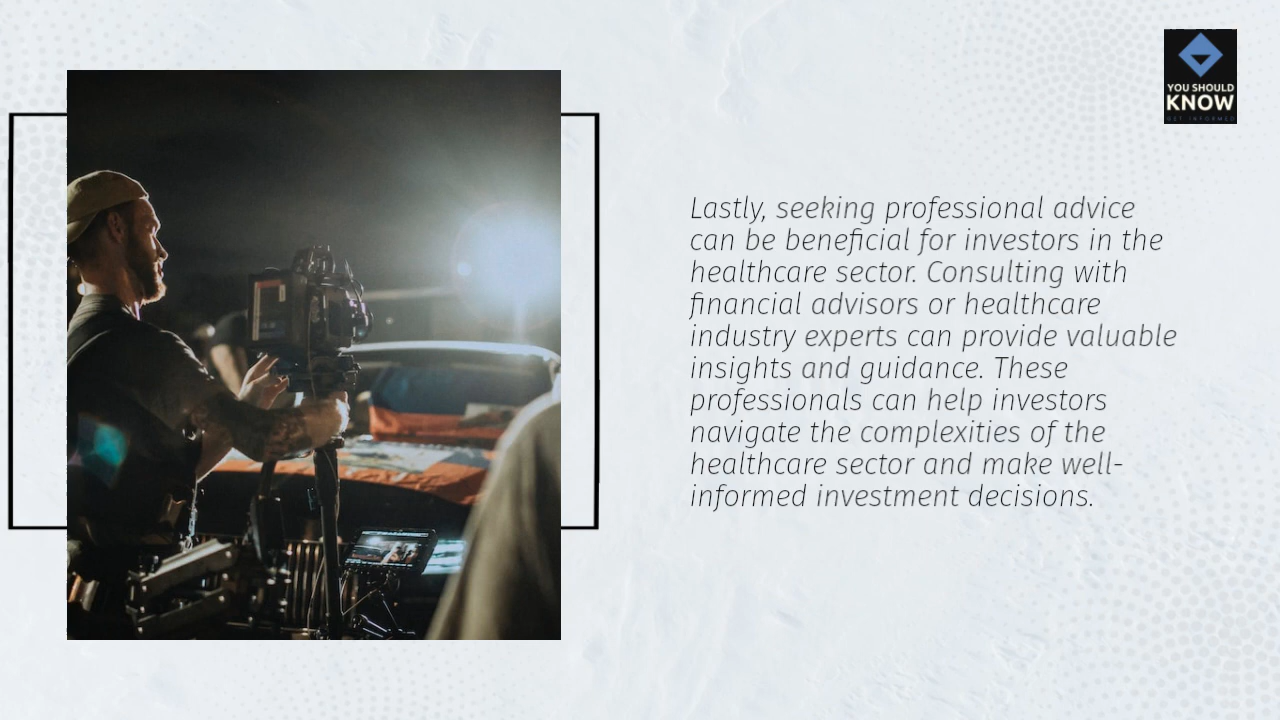 YOU SHOULD
KNOW
GET INFORMED
Lastly, seeking professional advice
can be beneficial for investors in the
healthcare sector. Consulting with
financial advisors or healthcare
industry experts can provide valuable
insights and guidance. These
professionals can help investors
navigate the complexities of the
healthcare sector and make well-
informed investment decisions.